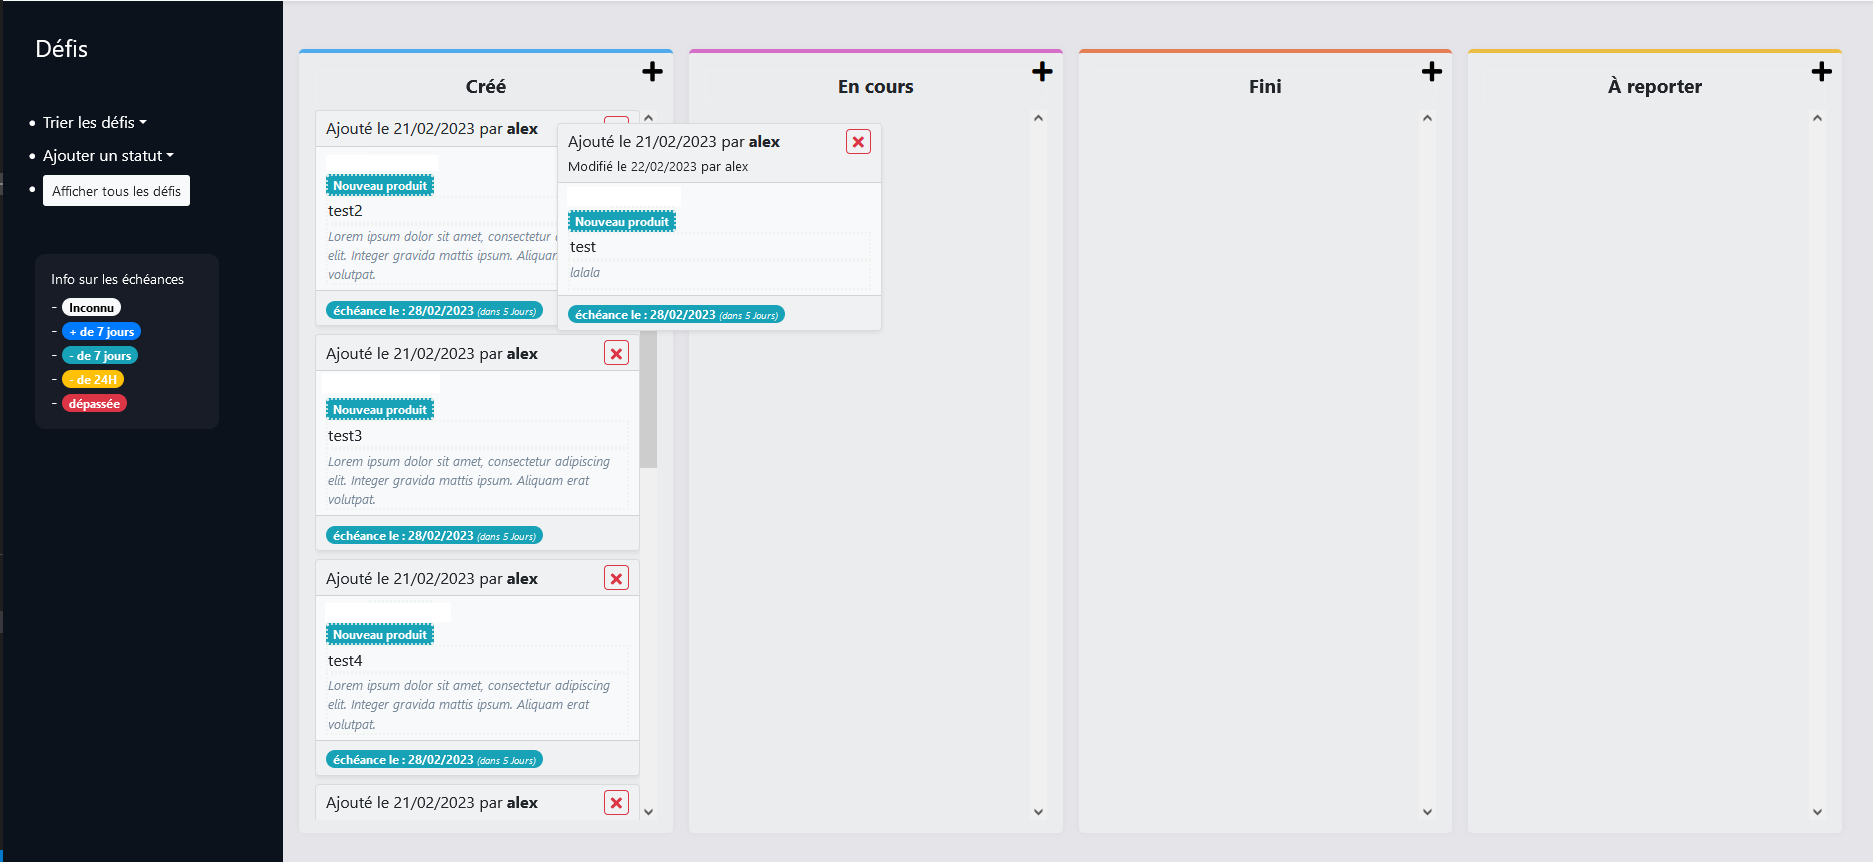 Défis
Trier les défis
Ajouter un statut
Afficher tous les défis
Info sur les échéances
- Inconnu
- + de 7 jours
- - de 7 jours
- - de 24H
- dépassée
Créé
Ajouté le 21/02/2023 par alex
Nouveau produit
test2
Lorem ipsum dolor sit amet, consectetur
elit. Integer gravida mattis ipsum. Aliquam
volutpat.
échéance le : 28/02/2023 (dans 5 Jours)
Ajouté le 21/02/2023 par alex
Nouveau produit
test3
Lorem ipsum dolor sit amet, consectetur adipiscing
elit. Integer gravida mattis ipsum. Aliquam erat
volutpat.
échéance le : 28/02/2023 (dans 5 Jours)
Ajouté le 21/02/2023 par alex
Nouveau produit
test4
Lorem ipsum dolor sit amet, consectetur adipiscing
elit. Integer gravida mattis ipsum. Aliquam erat
volutpat.
échéance le : 28/02/2023 (dans 5 Jours)
Ajouté le 21/02/2023 par alex
Ajouté le 21/02/2023 par alex
Modifié le 22/02/2023 par alex
Nouveau produit
test
lalala
échéance le : 28/02/2023 (dans 5 Jours)
En cours
Fini
À reporter